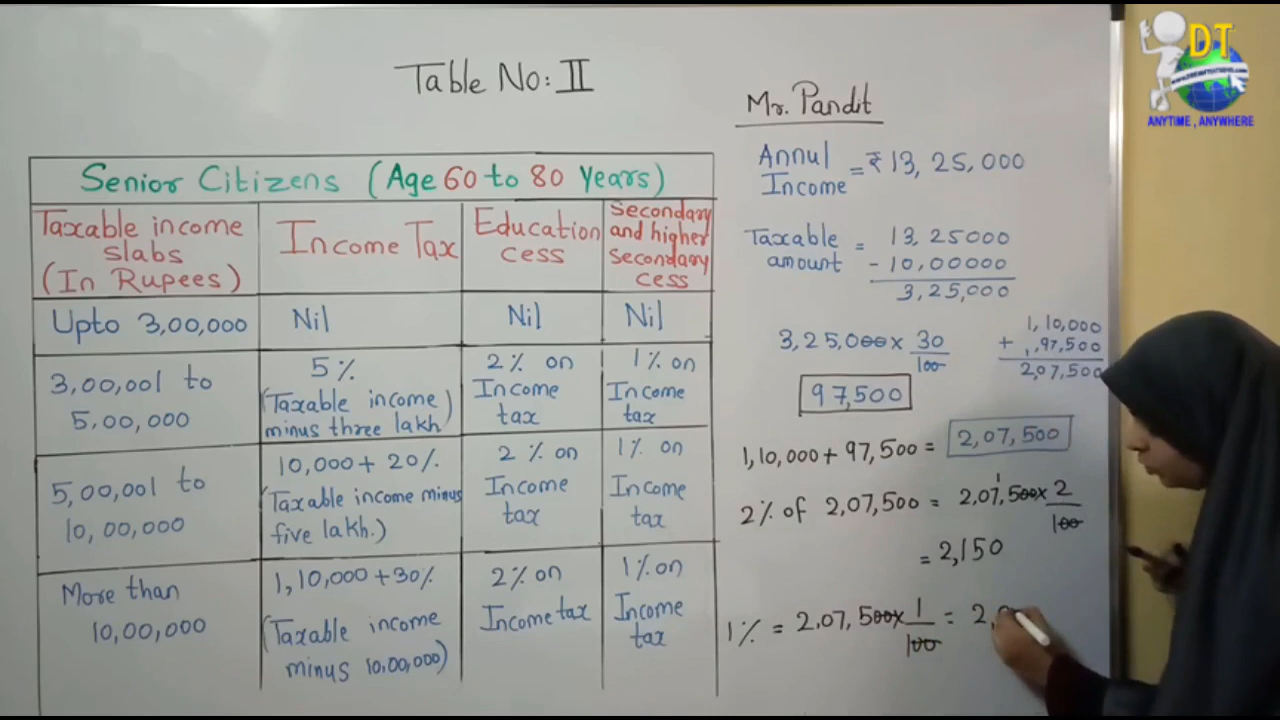 Table No: II
Senior Citizens (Age 60 to 80 Years)
Taxable income slabs (In Rupees)
Income Tax
Education cess
Secondary and higher secondary cess
Upto 3,00,000
Nil
Nil
Nil
3,00,001 to 5,00,000
5%
(Taxable income) minus three lakh
2% on Income tax
1% on Income tax
5,00,001 to 10,00,000
10,000 + 20%
(Taxable income minus five lakh.)
2% on Income tax
1% on Income tax
More than 10,00,000
1,10,000 + 30%
(Taxable income minus 10,00,000)
2% on Income tax
1% on Income tax
Mr. Pandit
Annul Income = ₹ 13,25,000
Taxable amount = 13,25000
- 10,00000
3,25,000
3,25,000 x 30/100
97,500
1,10,000
+ 97,500
2,07,500
1,10,000 + 97,500 = 2,07,500
2% of 2,07,500 = 2,07,500 x 2/100
1
= 2,150
1% = 2,07,500 x 1/100 = 2,
DT
www.DREAMTUTORING.com
ANYTIME, ANYWHERE